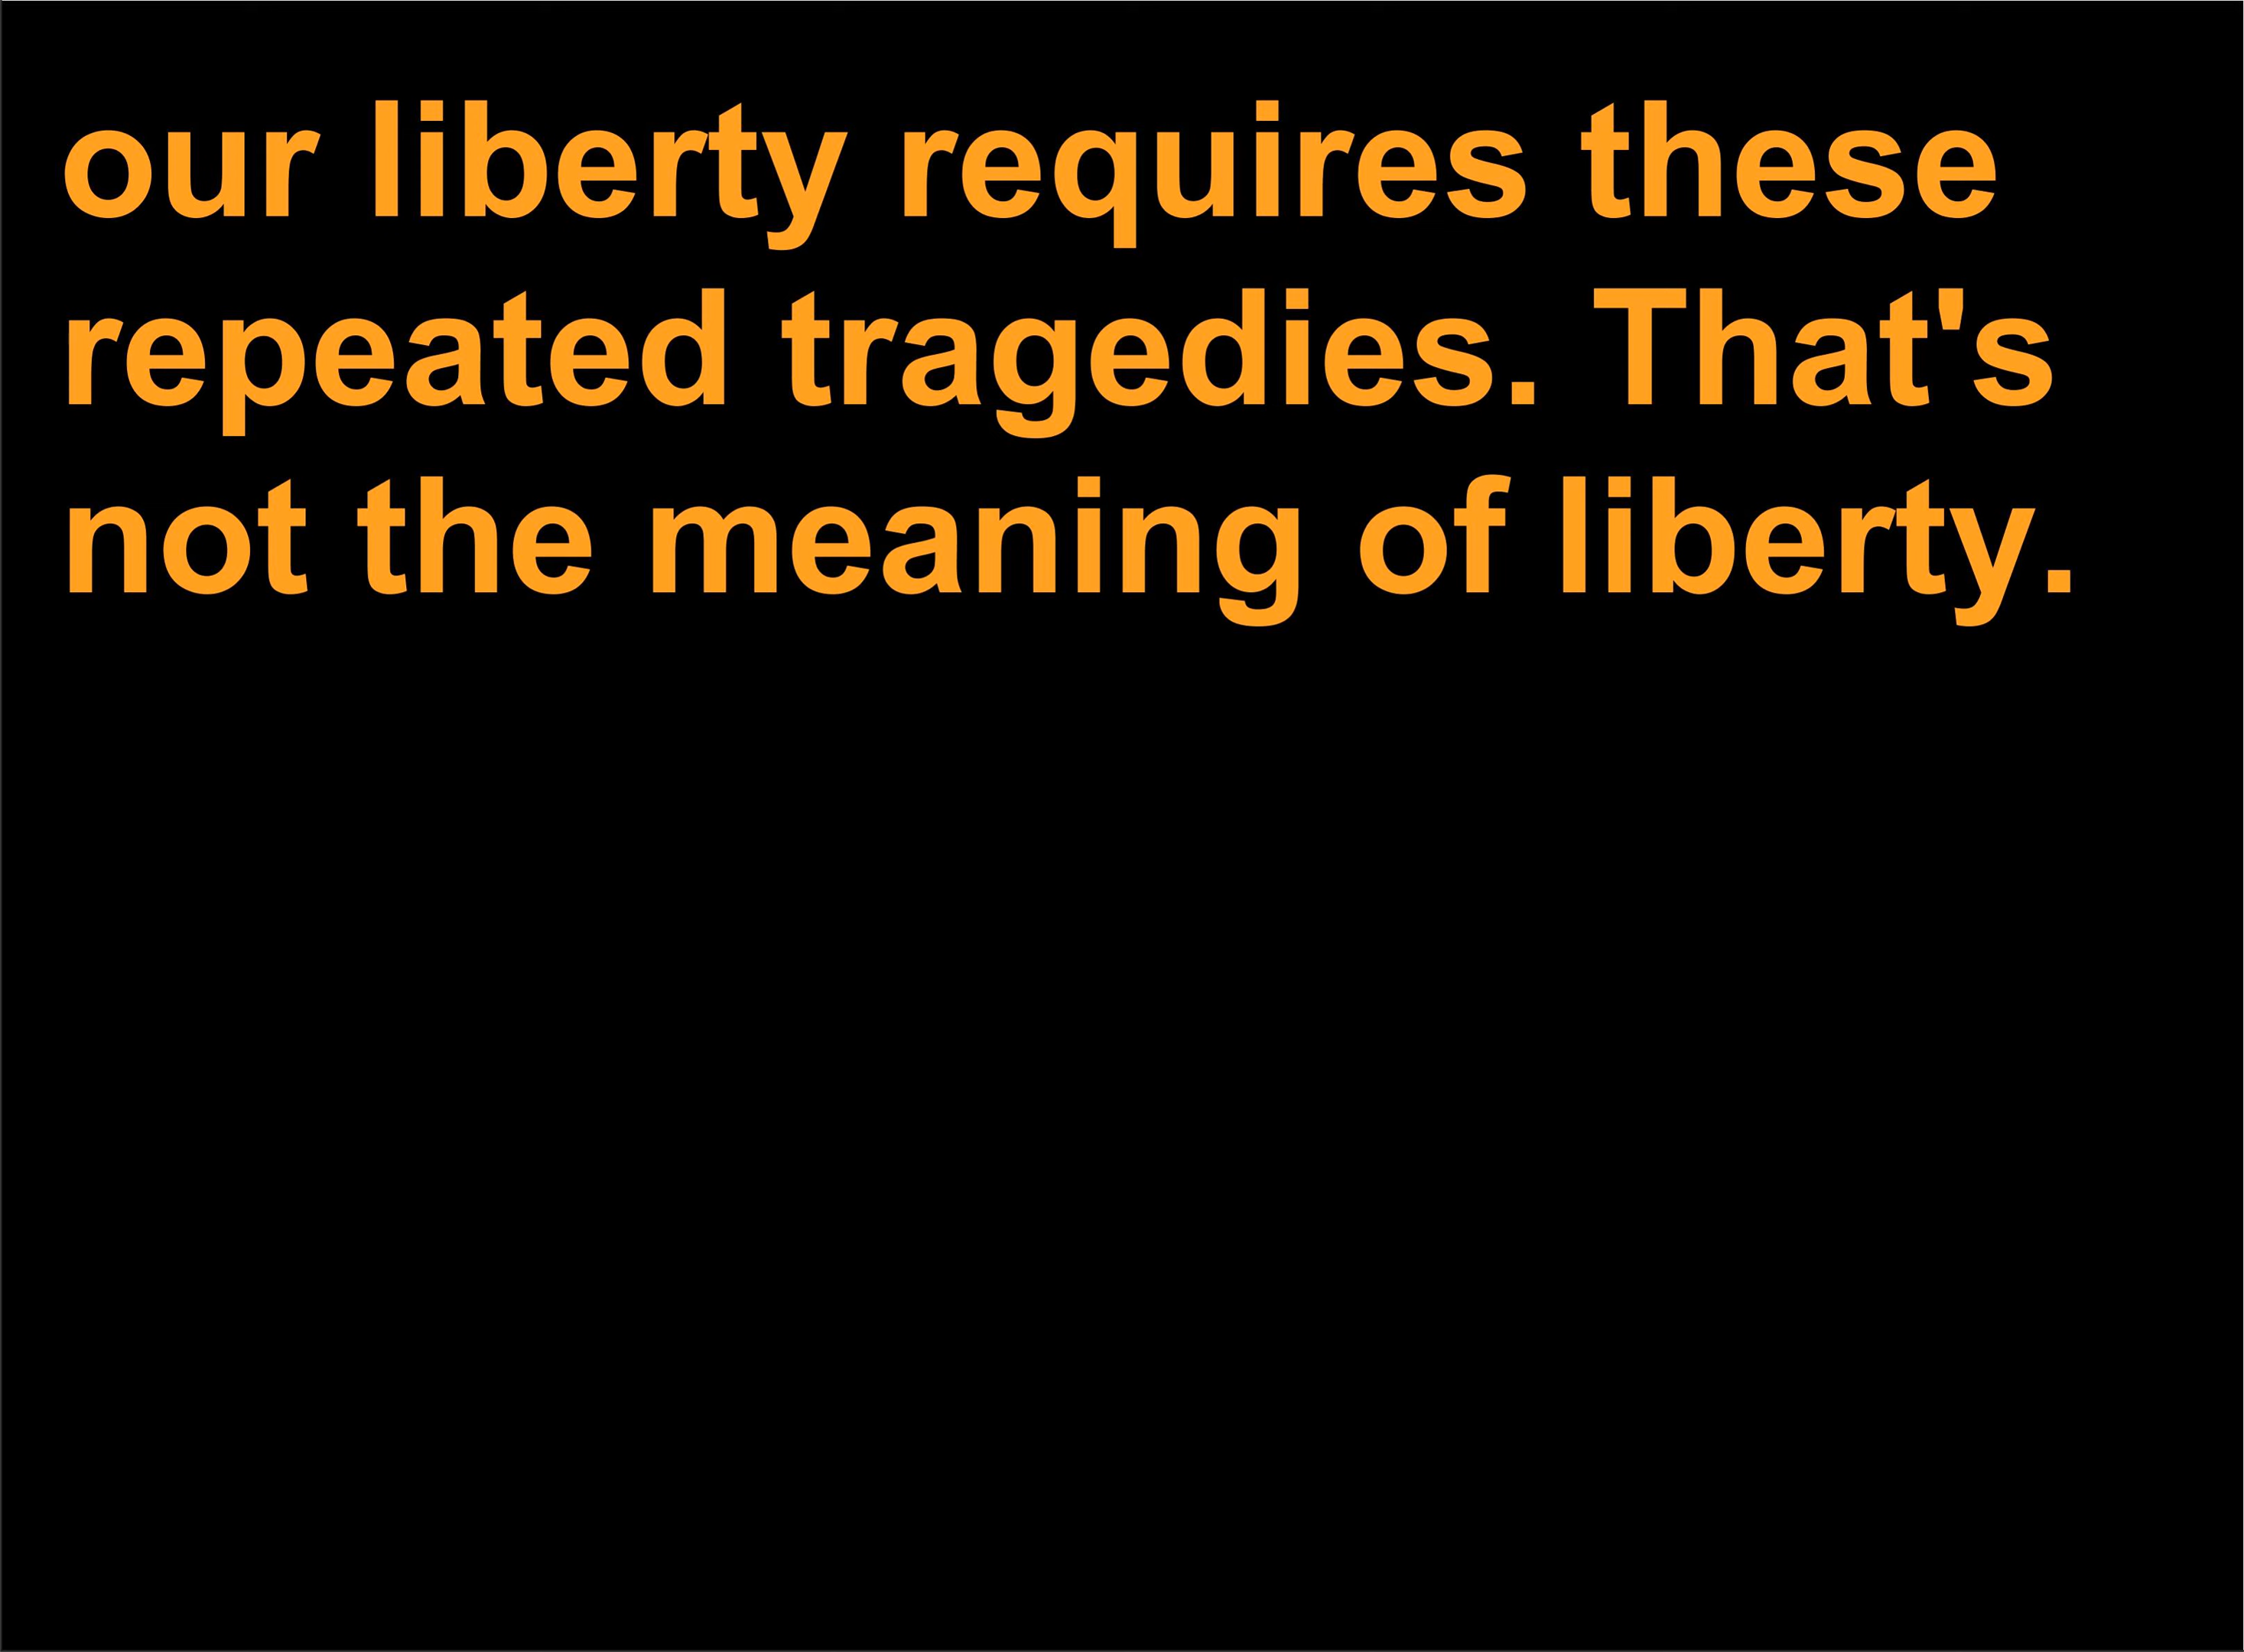 our liberty requires these
repeated tragedies. That's
not the meaning of liberty.